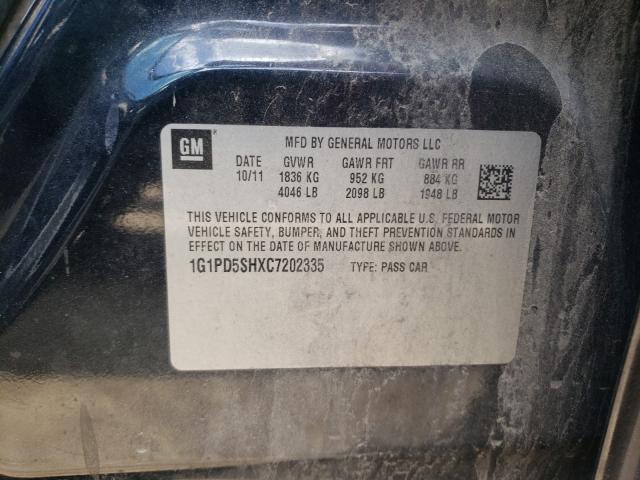 GM
MFD BY GENERAL MOTORS LLC
DATE GVWR GAWR FRT GAWR RR
10/11 1836 KG 952 KG 884 KG
4046 LB 2098 LB 1948 LB
THIS VEHICLE CONFORMS TO ALL APPLICABLE U.S. FEDERAL MOTOR
VEHICLE SAFETY, BUMPER, AND THEFT PREVENTION STANDARDS IN
EFFECT ON THE DATE OF MANUFACTURE SHOWN ABOVE.
1G1PD5SHXC7202335 TYPE: PASS CAR